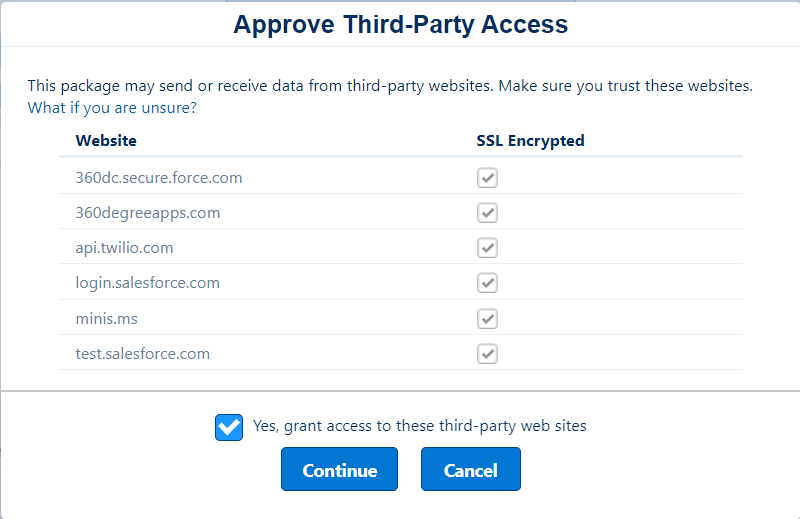 Approve Third-Party Access
This package may send or receive data from third-party websites. Make sure you trust these websites.
What if you are unsure?
Website SSL Encrypted
360dc.secure.force.com
360degreeapps.com
api.twilio.com
login.salesforce.com
minis.ms
test.salesforce.com
Yes, grant access to these third-party web sites
Continue Cancel